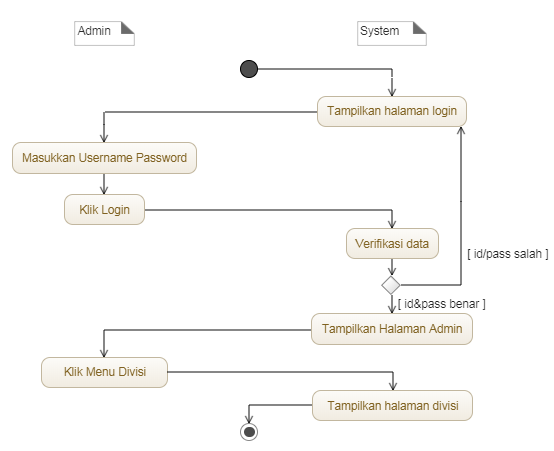 Admin
System
Tampilkan halaman login
Masukkan Username Password
Klik Login
Verifikasi data
[ id/pass salah ]
[ id&pass benar ]
Tampilkan Halaman Admin
Klik Menu Divisi
Tampilkan halaman divisi